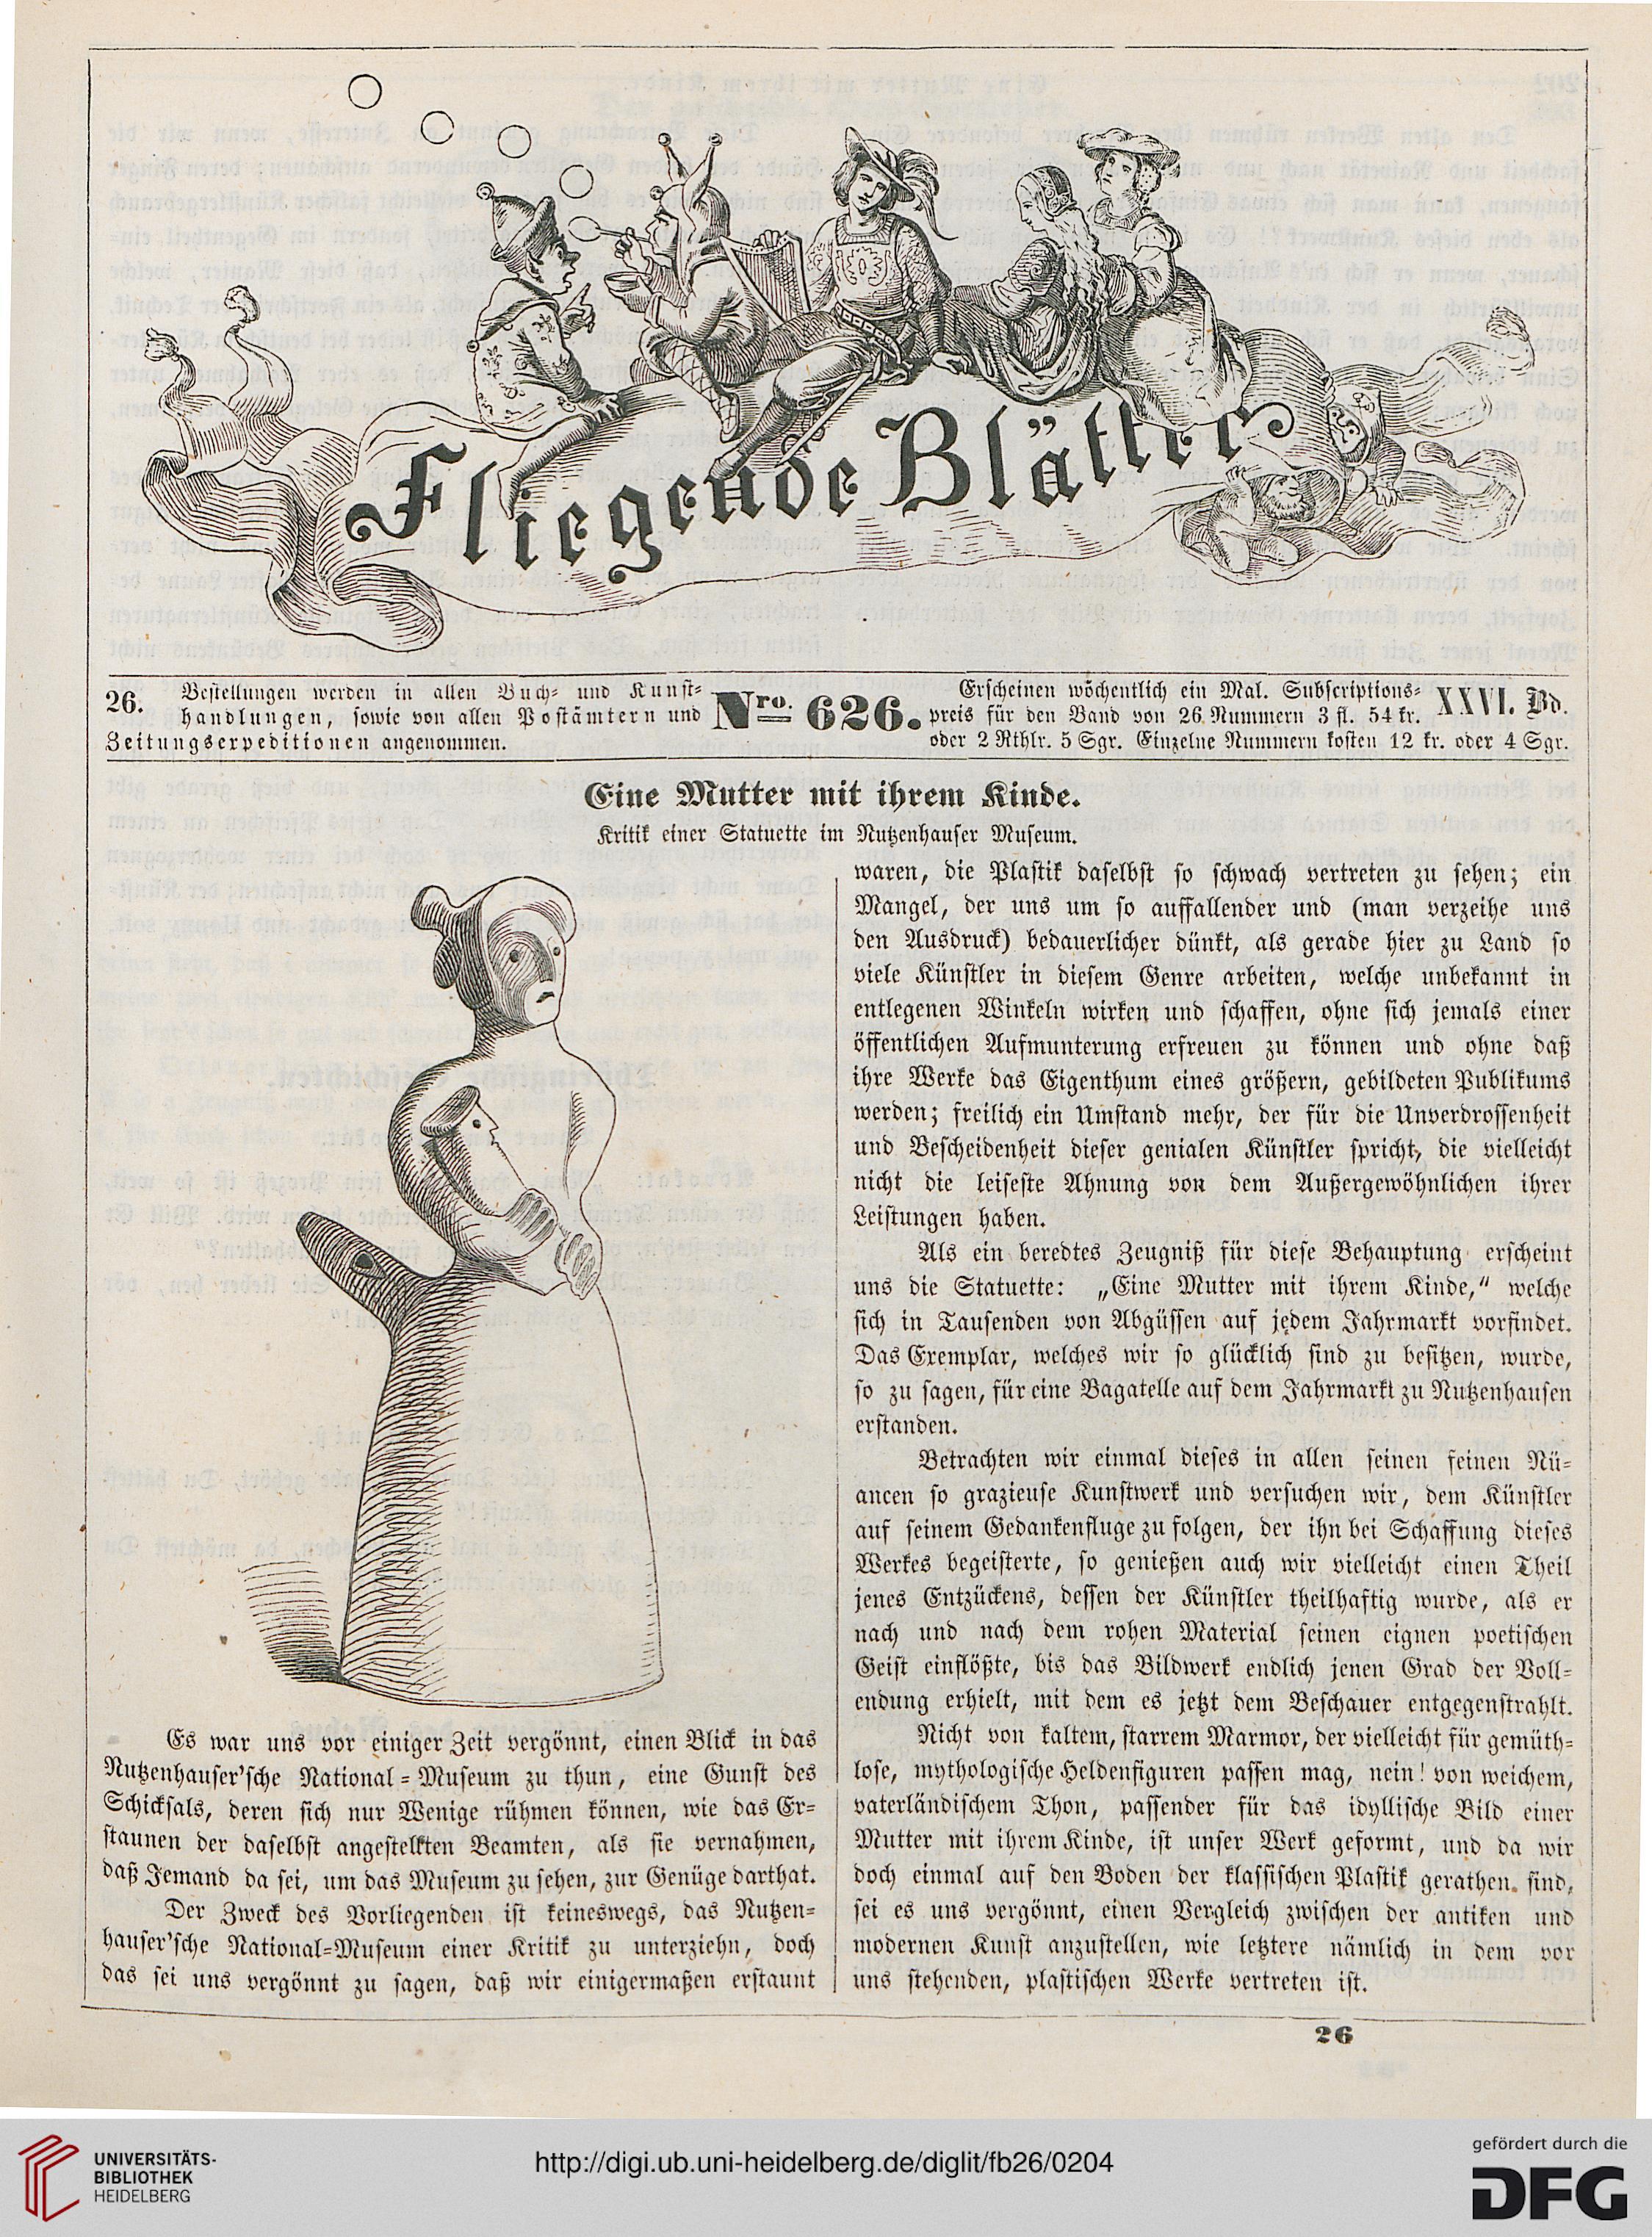 Fliegende Blätter
26.
Bestellungen werden in allen Buch- und Kunst-
handlungen, sowie von allen Postämtern und
Zeitungsexpeditionen angenommen.
Nro. 626.
Erscheinen wöchentlich ein Mal. Subscriptions-
preis für den Band von 26 Nummern 3 fl. 54 kr.
oder 2 Rthlr. 5 Sgr. Einzelne Nummern kosten 12 kr. oder 4 Sgr.
XXVI. Bd.
Eine Mutter mit ihrem Kinde.
Kritik einer Statuette im Nutzenhauser Museum.
Es war uns vor einiger Zeit vergönnt, einen Blick in das
Nutzenhauser'sche National-Museum zu thun, eine Gunst des
Schicksals, deren sich nur Wenige rühmen können, wie das Er-
staunen der daselbst angestellten Beamten, als sie vernahmen,
daß Jemand da sei, um das Museum zu sehen, zur Genüge darthat.
Der Zweck des Vorliegenden ist keineswegs, das Nutzen-
hauser'sche National-Museum einer Kritik zu unterziehn, doch
das sei uns vergönnt zu sagen, daß wir einigermaßen erstaunt
waren, die Plastik daselbst so schwach vertreten zu sehen; ein
Mangel, der uns um so auffallender und (man verzeihe uns
den Ausdruck) bedauerlicher dünkt, als gerade hier zu Land so
viele Künstler in diesem Genre arbeiten, welche unbekannt in
entlegenen Winkeln wirken und schaffen, ohne sich jemals einer
öffentlichen Aufmunterung erfreuen zu können und ohne daß
ihre Werke das Eigenthum eines größern, gebildeten Publikums
werden; freilich ein Umstand mehr, der für die Unverdrossenheit
und Bescheidenheit dieser genialen Künstler spricht, die vielleicht
nicht die leiseste Ahnung von dem Außergewöhnlichen ihrer
Leistungen haben.
Als ein beredtes Zeugniß für diese Behauptung erscheint
uns die Statuette: „Eine Mutter mit ihrem Kinde,“ welche
sich in Tausenden von Abgüssen auf jedem Jahrmarkt vorfindet.
Das Exemplar, welches wir so glücklich sind zu besitzen, wurde,
so zu sagen, für eine Bagatelle auf dem Jahrmarkt zu Nutzenhausen
erstanden.
Betrachten wir einmal dieses in allen seinen feinen Nü-
ancen so grazieuse Kunstwerk und versuchen wir, dem Künstler
auf seinem Gedankenfluge zu folgen, der ihn bei Schaffung dieses
Werkes begeisterte, so genießen auch wir vielleicht einen Theil
jenes Entzückens, dessen der Künstler theilhaftig wurde, als er
nach und nach dem rohen Material seinen eignen poetischen
Geist einflößte, bis das Bildwerk endlich jenen Grad der Voll-
endung erhielt, mit dem es jetzt dem Beschauer entgegenstrahlt.
Nicht von kaltem, starrem Marmor, der vielleicht für gemüth-
lose, mythologische Heldenfiguren passen mag, nein! von weichem,
vaterländischem Thon, passender für das idyllische Bild einer
Mutter mit ihrem Kinde, ist unser Werk geformt, und da wir
doch einmal auf den Boden der klassischen Plastik gerathen sind,
sei es uns vergönnt, einen Vergleich zwischen der antiken und
modernen Kunst anzustellen, wie letztere nämlich in dem vor
uns stehenden, plastischen Werke vertreten ist.
26
UNIVERSITÄTS-
BIBLIOTHEK
HEIDELBERG
http://digi.ub.uni-heidelberg.de/diglit/fb26/0204
gefördert durch die
DFG